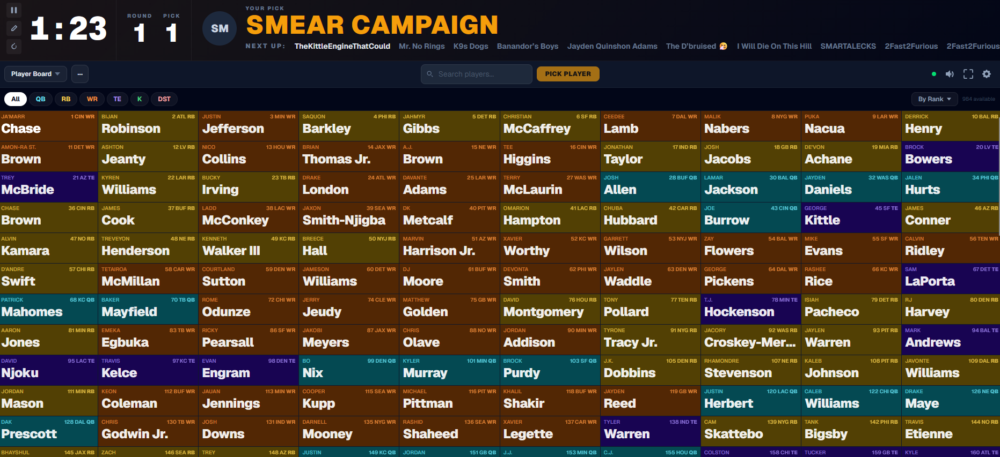 YOUR PICK
1:23
ROUND
1
PICK
1
SM
SMEAR CAMPAIGN
NEXT UP: TheKittleEngineThatCould Mr. No Rings K9s Dogs Banandor's Boys Jayden Quinshon Adams The D'bruised 🤧 I Will Die On This Hill SMARTALECKS 2Fast2Furious 2Fast2Furious
Player Board ... Search players... PICK PLAYER
All QB RB WR TE K DST By Rank 984 available
JA'MARR 1 CIN WR BIJAN 2 ATL RB JUSTIN 3 MIN WR SAQUON 4 PHI RB JAHMYR 5 DET RB CHRISTIAN 6 SF RB CEEDEE 7 DAL WR MALIK 8 NYG WR PUKA 9 LAR WR DERRICK 10 BAL RB
Chase Robinson Jefferson Barkley Gibbs McCaffrey Lamb Nabers Nacua Henry
AMON-RA ST. 11 DET WR ASHTON 12 LV RB NICO 13 HOU WR BRIAN 14 JAX WR A.J. 15 NE WR TEE 16 CIN WR JONATHAN 17 IND RB JOSH 18 GB RB DE'VON 19 MIA RB BROCK 20 LV TE
Brown Jeanty Collins Thomas Jr. Brown Higgins Taylor Jacobs Achane Bowers
TREY 21 AZ TE KYREN 22 LAR RB BUCKY 23 TB RB DRAKE 24 ATL WR DAVANTE 25 LAR WR TERRY 27 WAS WR JOSH 28 BUF QB LAMAR 30 BAL QB JAYDEN 32 WAS QB JALEN 34 PHI QB
McBride Williams Irving London Adams McLaurin Allen Jackson Daniels Hurts
CHASE 36 CIN RB JAMES 37 BUF RB LADD 38 LAC WR JAXON 39 SEA WR DK 40 PIT WR OMARION 41 LAC RB CHUBA 42 CAR RB JOE 43 CIN QB GEORGE 45 SF TE JAMES 46 AZ RB
Brown Cook McConkey Smith-Njigba Metcalf Hampton Hubbard Burrow Kittle Conner
ALVIN 47 NO RB TREVEYON 48 NE RB KENNETH 49 KC RB BREECE 50 NYJ RB MARVIN 51 AZ WR XAVIER 52 KC WR GARRETT 53 NYJ WR ZAY 54 BAL WR MIKE 55 SF WR CALVIN 56 TEN WR
Kamara Henderson Walker III Hall Harrison Jr. Worthy Wilson Flowers Evans Ridley
D'ANDRE 57 CHI RB TETAIROA 58 CAR WR COURTLAND 59 DEN WR JAMESON 60 DET WR DJ 61 BUF WR DEVONTA 62 PHI WR JAYLEN 63 DEN WR GEORGE 64 DAL WR RASHEE 66 KC WR SAM 67 DET TE
Swift McMillan Sutton Williams Moore Smith Waddle Pickens Rice LaPorta
PATRICK 68 KC QB BAKER 70 TB QB ROME 72 CHI WR JERRY 74 CLE WR MATTHEW 75 GB WR DAVID 76 HOU RB TONY 77 TEN RB T.J. 78 MIN TE ISIAH 79 DET RB RJ 80 DEN RB
Mahomes Mayfield Odunze Jeudy Golden Montgomery Pollard Hockenson Pacheco Harvey
AARON 81 MIN RB EMEKA 83 TB WR RICKY 86 SF WR JAKOBI 87 JAX WR CHRIS 88 NO WR JORDAN 90 MIN WR TYRONE 91 NYG RB JACORY 92 WAS RB JAYLEN 93 PIT RB MARK 94 BAL TE
Jones Egbuka Pearsall Meyers Olave Addison Tracy Jr. Croskey-Mer... Warren Andrews
DAVID 95 LAC TE TRAVIS 97 KC TE EVAN 98 DEN TE BO 99 DEN QB KYLER 101 MIN QB BROCK 103 SF QB J.K. 105 DEN RB RHAMONDRE 107 NE RB KALEB 108 PIT RB JAVONTE 109 DAL RB
Njoku Kelce Engram Nix Murray Purdy Dobbins Stevenson Johnson Williams
JORDAN 111 MIN RB KEON 112 BUF WR JAUAN 113 MIN WR COOPER 115 SEA WR MICHAEL 116 PIT WR KHALIL 118 BUF WR JAYDEN 119 GB WR JUSTIN 120 LAC QB CALEB 122 CHI QB DRAKE 126 NE QB
Mason Coleman Jennings Kupp Pittman Shakir Reed Herbert Williams Maye
DAK 128 DAL QB CHRIS 130 TB WR JOSH 131 IND WR DARNELL 135 NYG WR RASHID 136 SEA WR XAVIER 137 CAR WR TYLER 138 IND TE CAM 139 NYG RB TANK 142 PHI RB TRAVIS 144 NO RB
Prescott Godwin Jr. Downs Mooney Shaheed Legette Warren Skattebo Bigsby Etienne
BHAYSHUL 145 JAX RB ZACH 146 SEA RB TREY 148 AZ RB JUSTIN 149 KC QB JORDAN 151 GB QB J.J. 153 MIN QB C.J. 155 HOU QB COLSTON 158 CHI TE TUCKER 159 GB TE KYLE 160 ATL TE